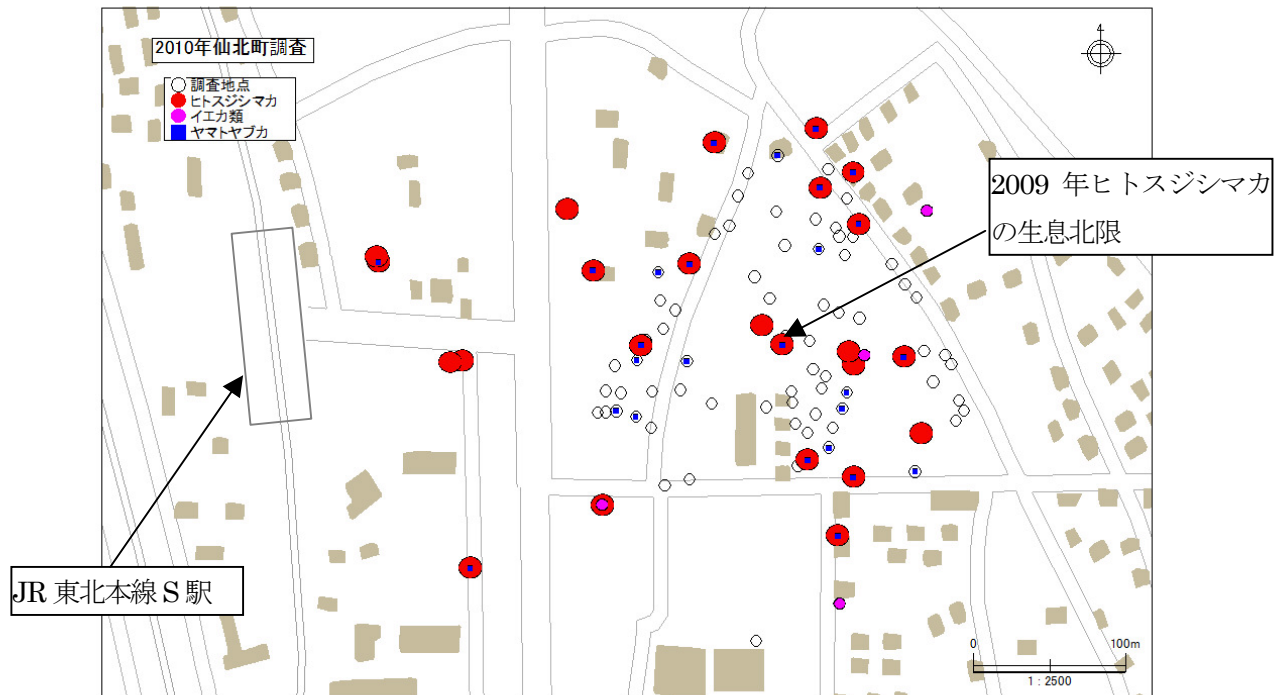 2010年仙北町調査
調査地点
ヒトスジシマカ
イエカ類
ヤマトヤブカ
4
2009 年ヒトスジシマカ
の生息北限
JR 東北本線 S 駅
0 100m
1 : 2500